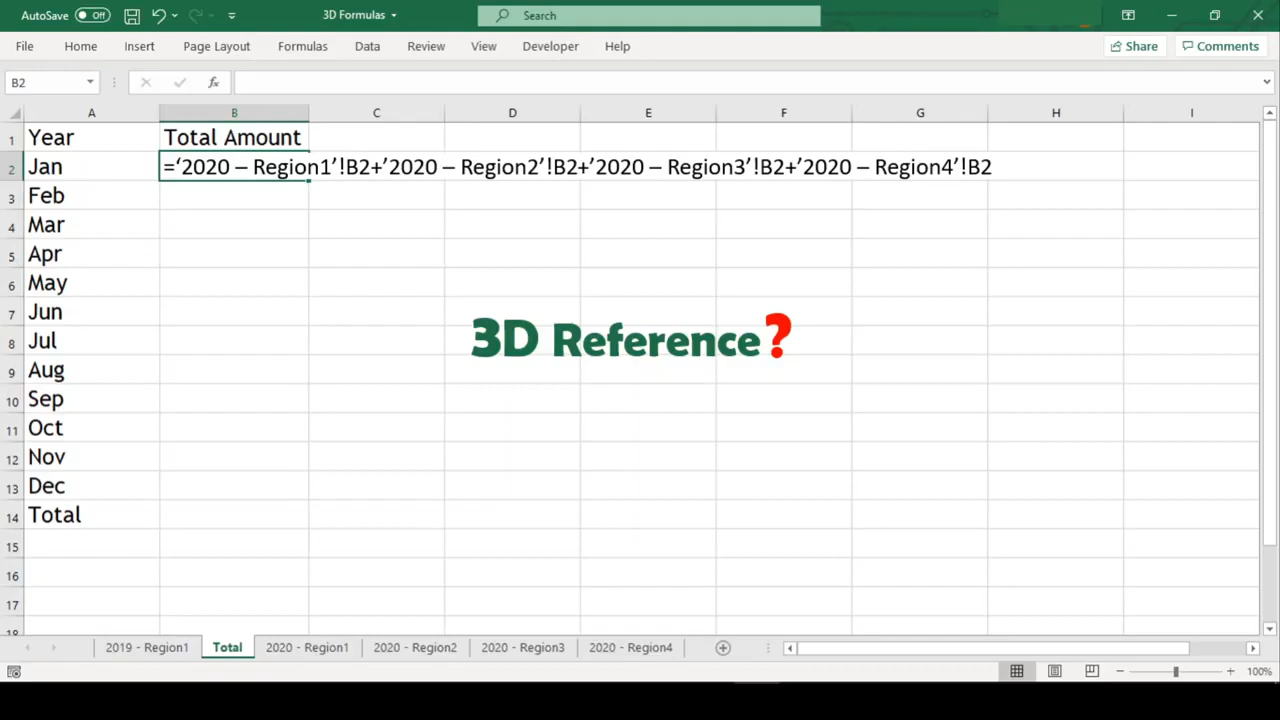 AutoSave Off 3D Formulas Search
File Home Insert Page Layout Formulas Data Review View Developer Help Share Comments
B2 fx
A B C D E F G H I
1 Year Total Amount
2 Jan =‘2020 – Region1’!B2+’2020 – Region2’!B2+’2020 – Region3’!B2+’2020 – Region4’!B2
3 Feb
4 Mar
5 Apr
6 May
7 Jun
3D Reference?
8 Jul
9 Aug
10 Sep
11 Oct
12 Nov
13 Dec
14 Total
15
16
17
18
2019 - Region1 Total 2020 - Region1 2020 - Region2 2020 - Region3 2020 - Region4
100%